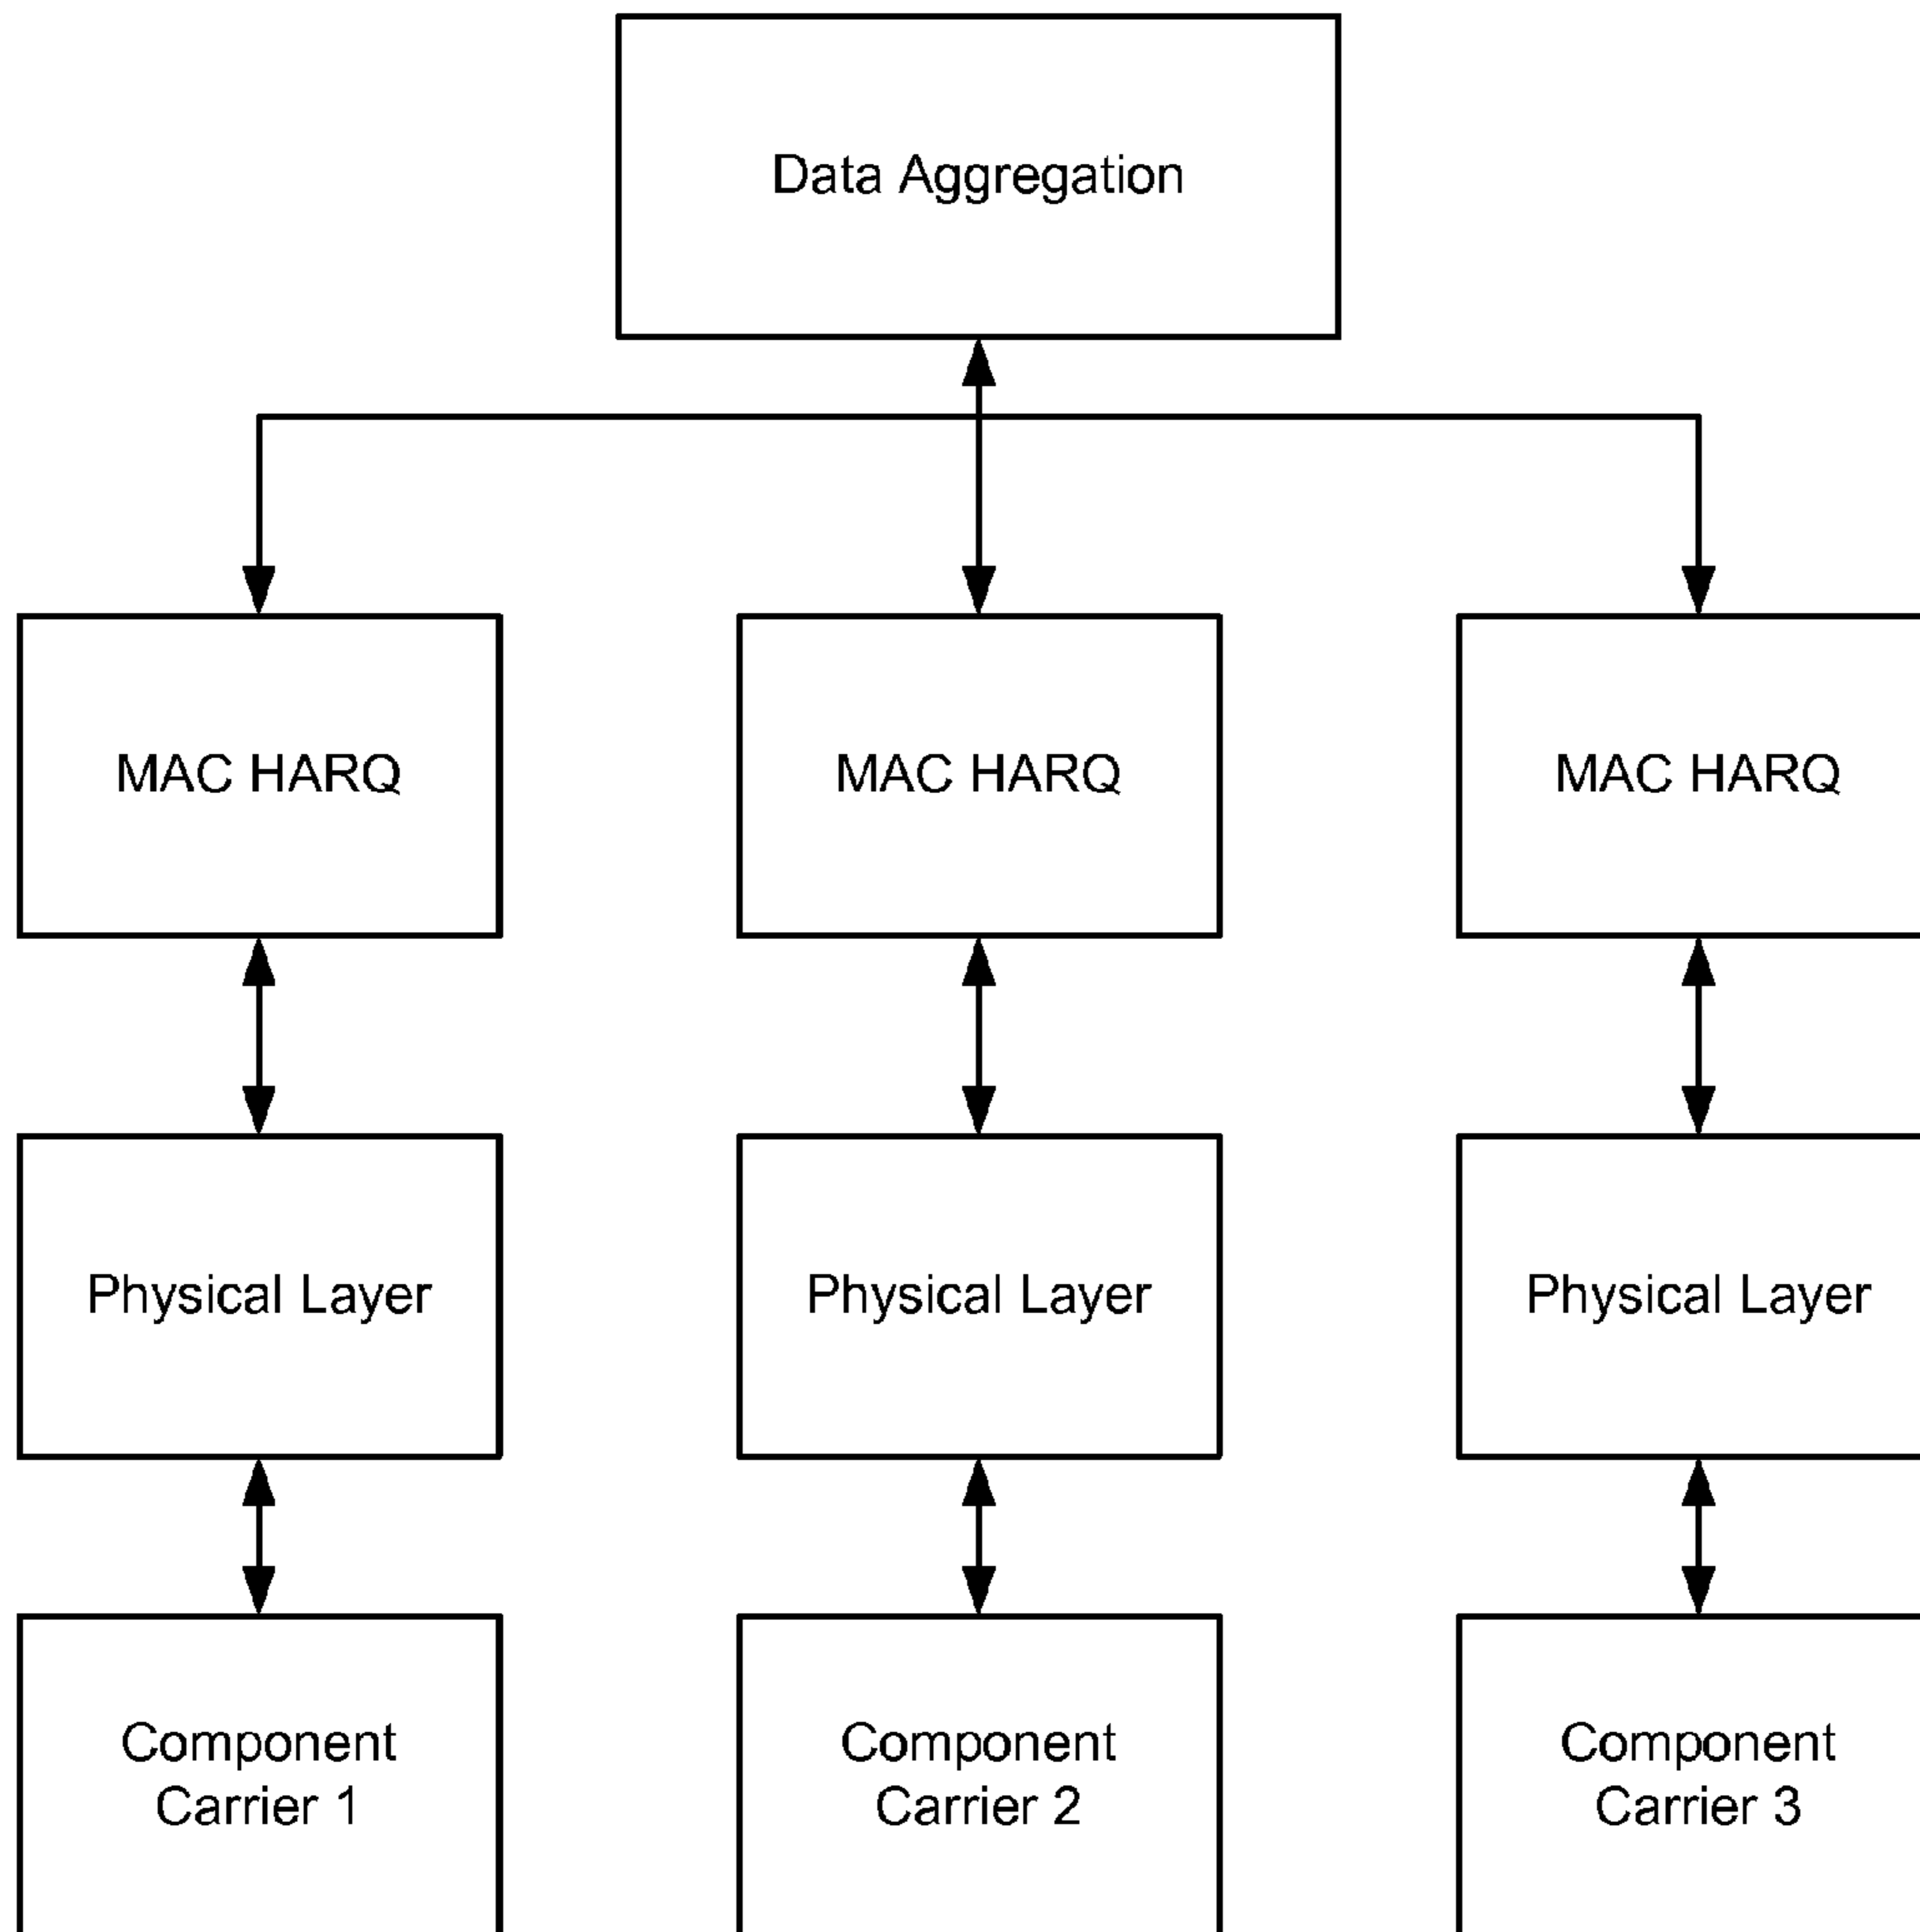 Data Aggregation
MAC HARQ
MAC HARQ
MAC HARQ
Physical Layer
Physical Layer
Physical Layer
Component
Carrier 1
Component
Carrier 2
Component
Carrier 3